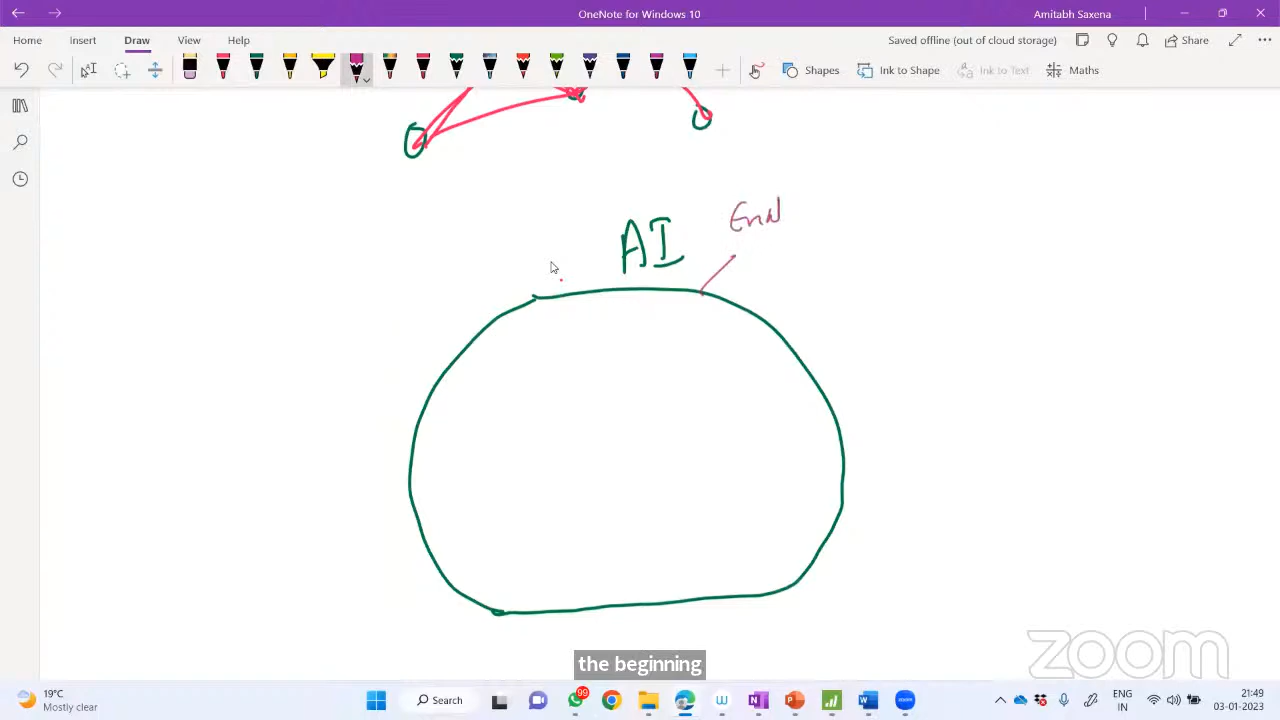 OneNote for Windows 10
Amitabh Saxena
Home Insert Draw View Help
Saved offline (out of cloud storage)
Share
Shapes
Ink to Shape
Ink to Text
Maths
End
AI
the beginning
zoom
19°C
Mostly clear
Search
99
IN
21:49
03-01-2023